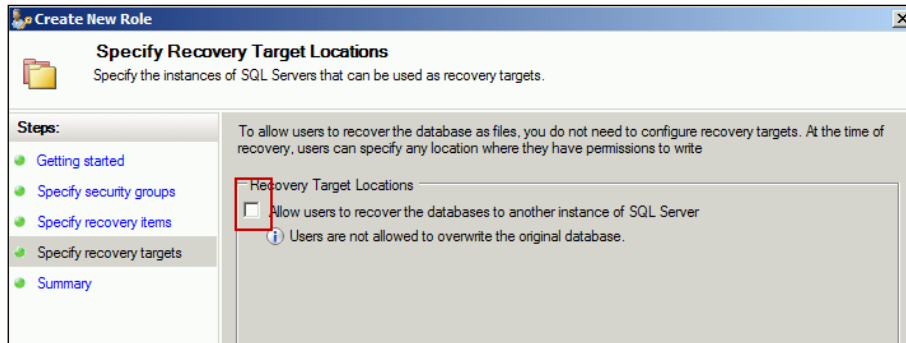 Create New Role
Specify Recovery Target Locations
Specify the instances of SQL Servers that can be used as recovery targets.
Steps:
Getting started
Specify security groups
Specify recovery items
Specify recovery targets
Summary
To allow users to recover the database as files, you do not need to configure recovery targets. At the time of
recovery, users can specify any location where they have permissions to write
Recovery Target Locations
Allow users to recover the databases to another instance of SQL Server
Users are not allowed to overwrite the original database.